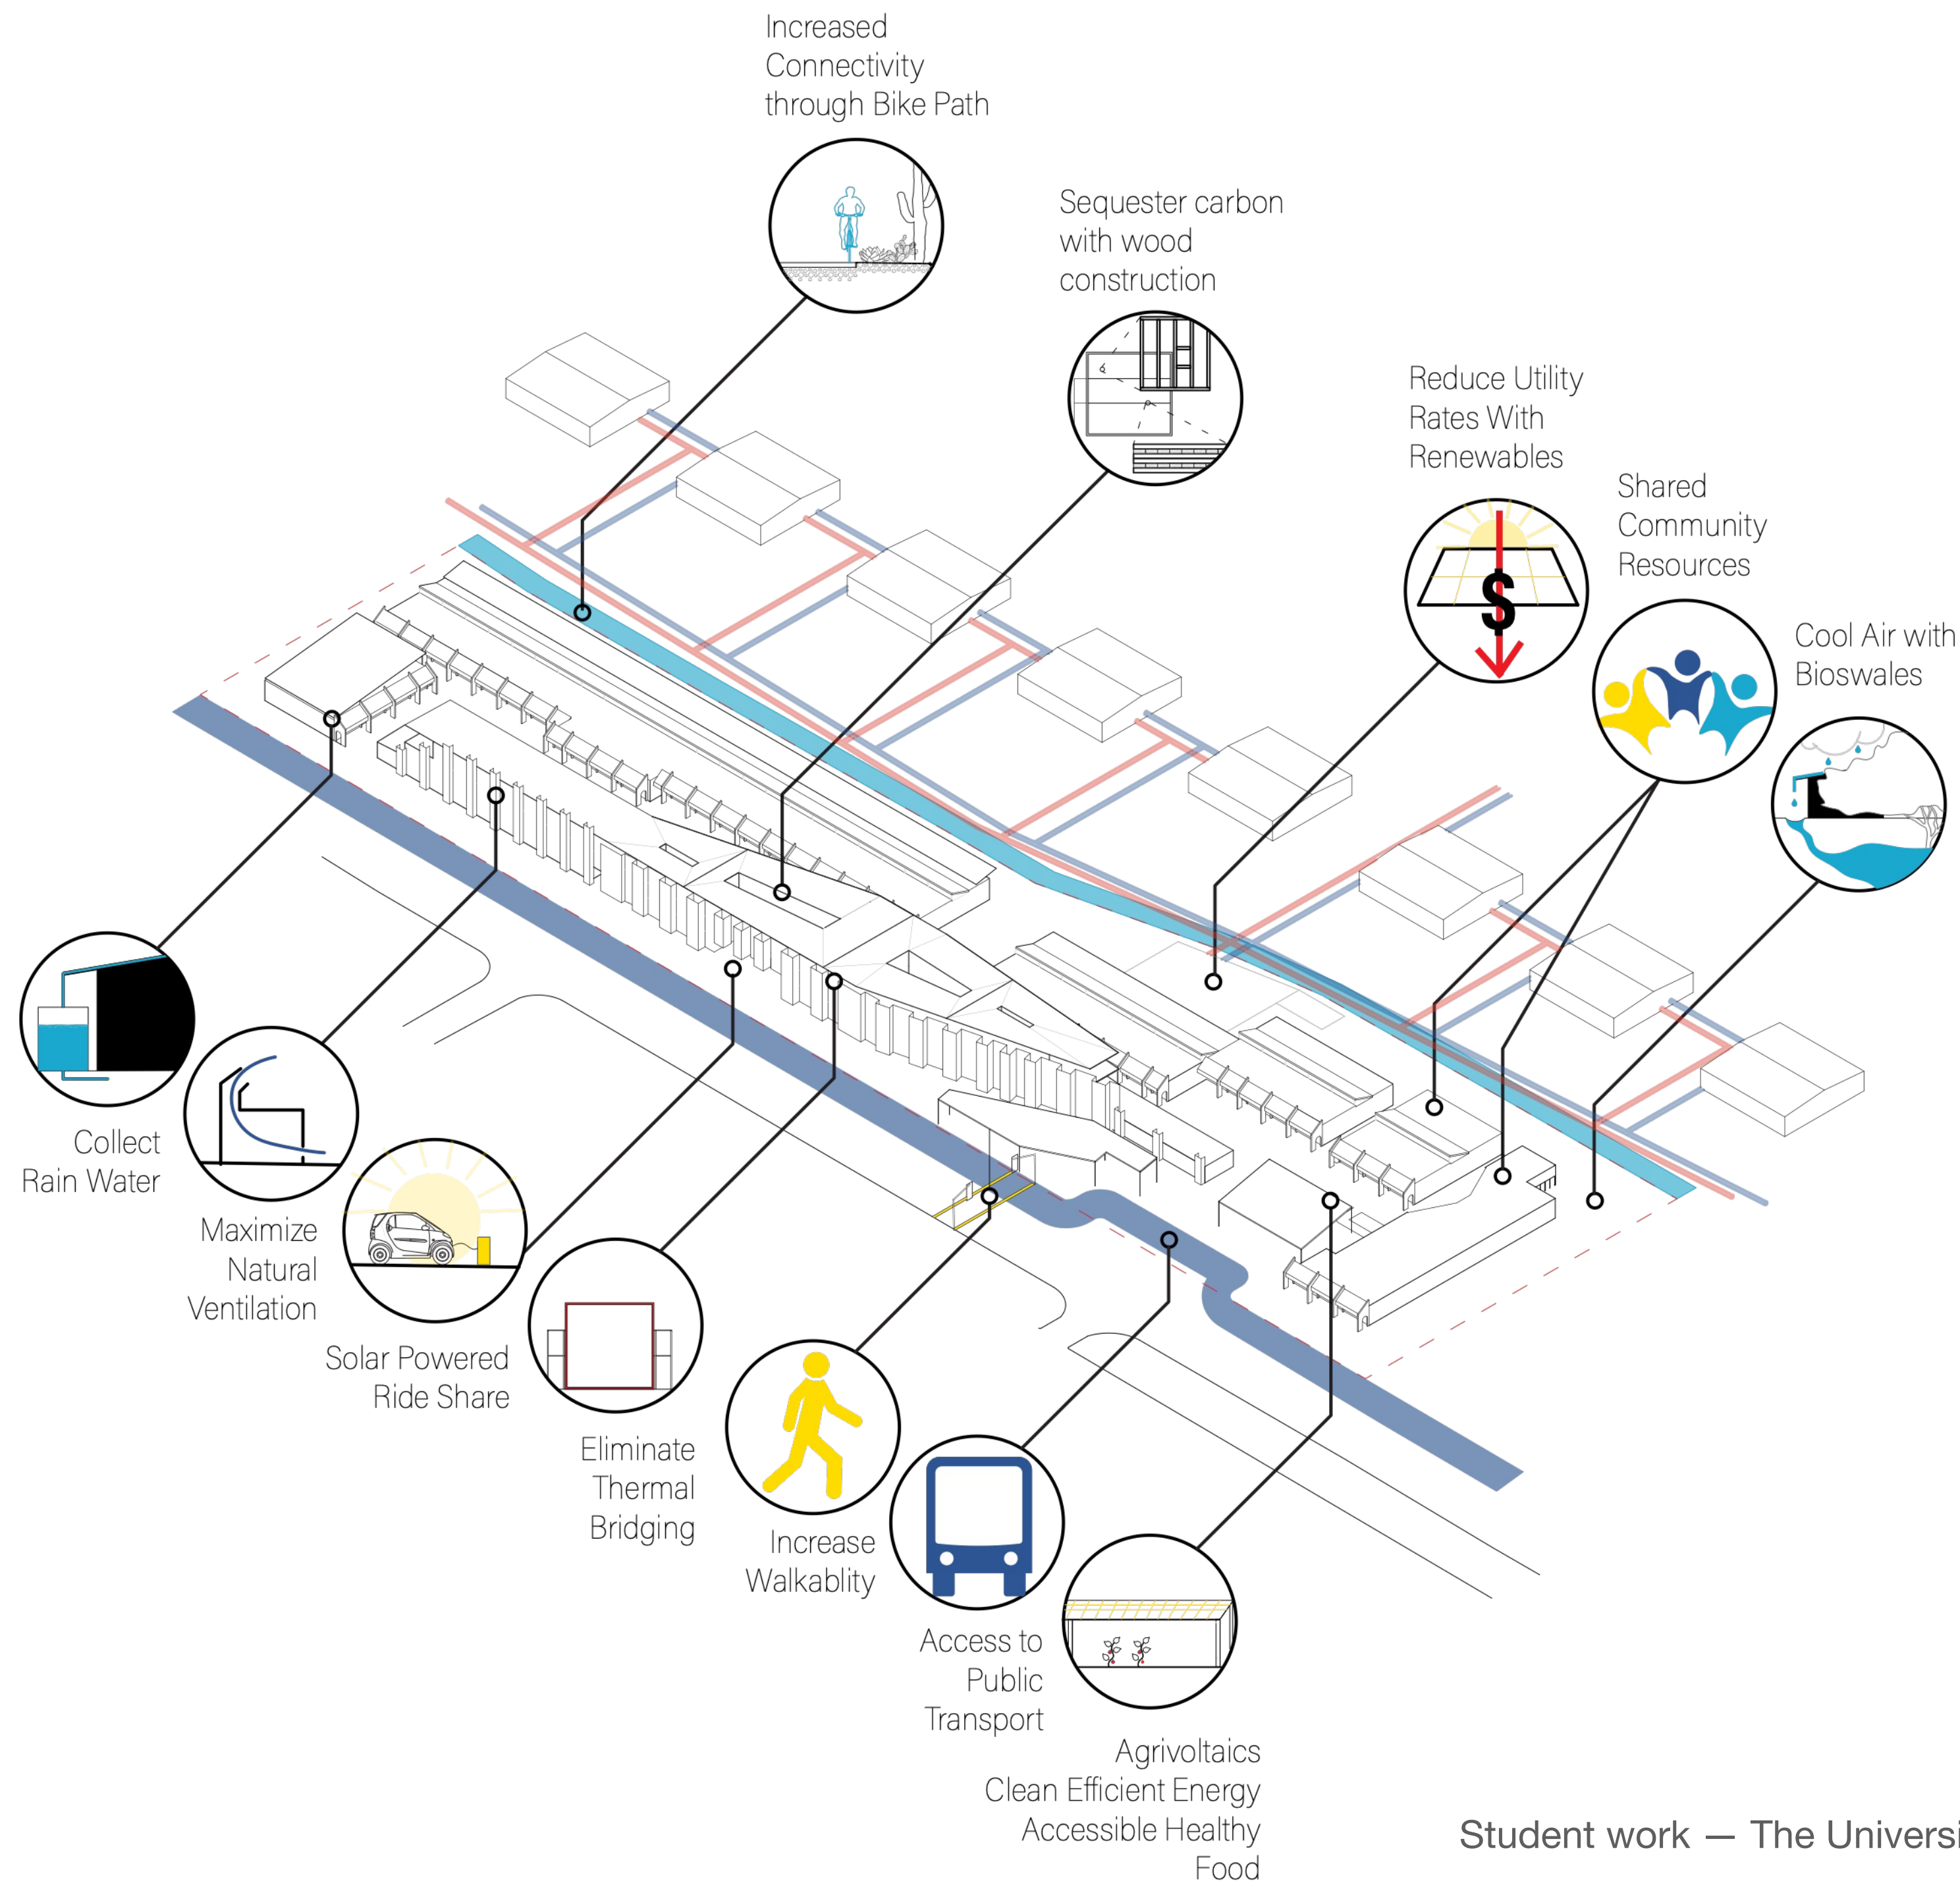 Increased
Connectivity
through Bike Path
Sequester carbon
with wood
construction
Reduce Utility
Rates With
Renewables
$
Shared
Community
Resources
Cool Air with
Bioswales
Collect
Rain Water
Maximize
Natural
Ventilation
Solar Powered
Ride Share
Eliminate
Thermal
Bridging
Increase
Walkablity
Access to
Public
Transport
Agrivoltaics
Clean Efficient Energy
Accessible Healthy
Food
Student work — The Universi